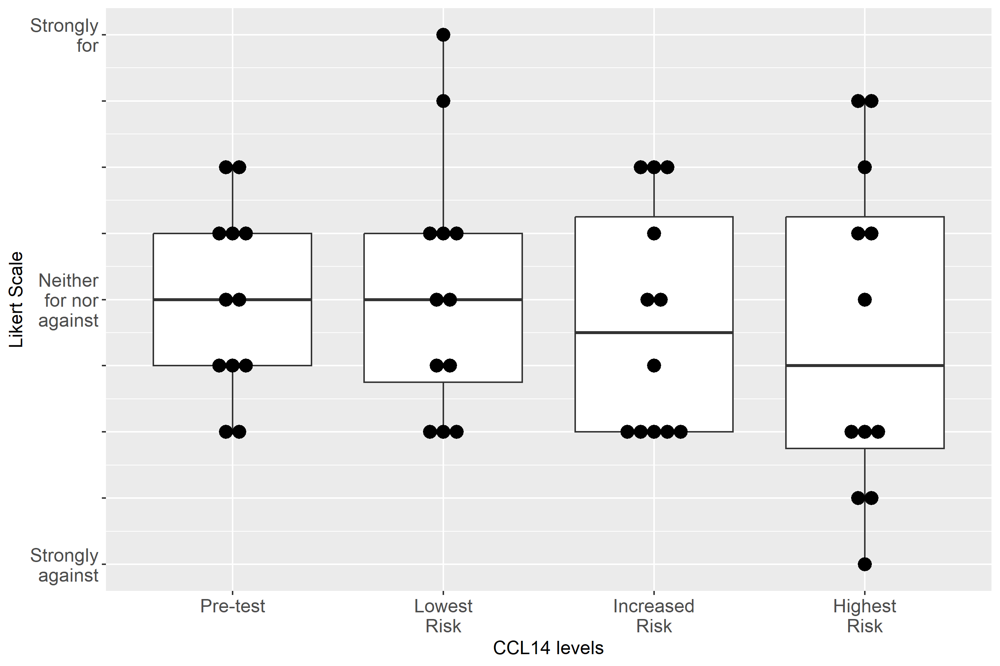 Strongly
for
Neither
for nor
against
Strongly
against
Likert Scale
Pre-test
Lowest
Risk
Increased
Risk
Highest
Risk
CCL14 levels